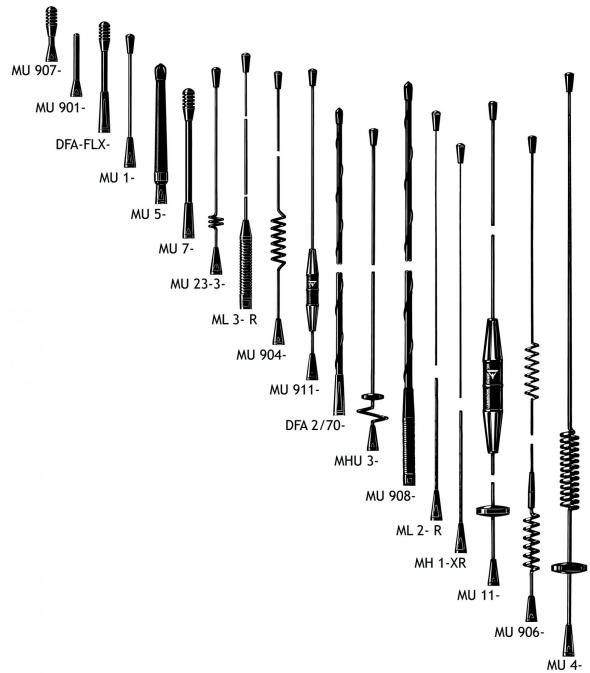 MU 907-
MU 901-
DFA-FLX-
MU 1-
MU 5-
MU 7-
MU 23-3-
ML 3- R
MU 904-
MU 911-
DFA 2/70-
MHU 3-
MU 908-
ML 2- R
MH 1-XR
MU 11-
MU 906-
MU 4-